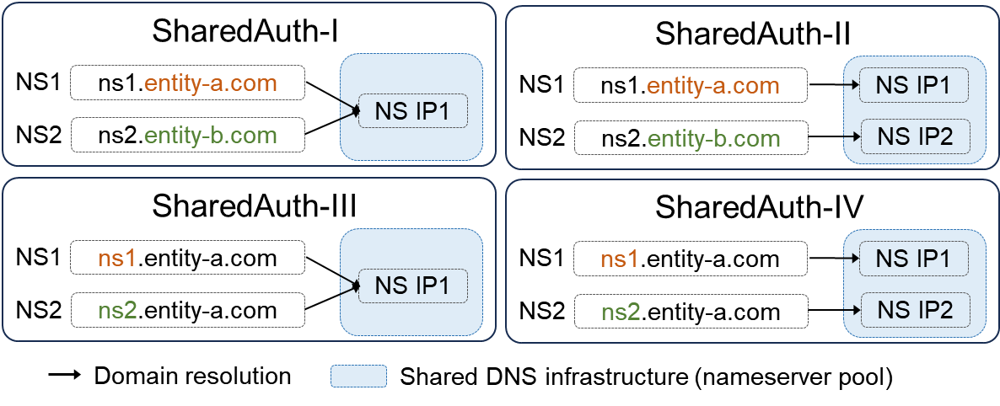 SharedAuth-I
NS1 ns1.entity-a.com
NS IP1
NS2 ns2.entity-b.com
SharedAuth-II
NS1 ns1.entity-a.com NS IP1
NS2 ns2.entity-b.com NS IP2
SharedAuth-III
NS1 ns1.entity-a.com
NS IP1
NS2 ns2.entity-a.com
SharedAuth-IV
NS1 ns1.entity-a.com NS IP1
NS2 ns2.entity-a.com NS IP2
Domain resolution
Shared DNS infrastructure (nameserver pool)